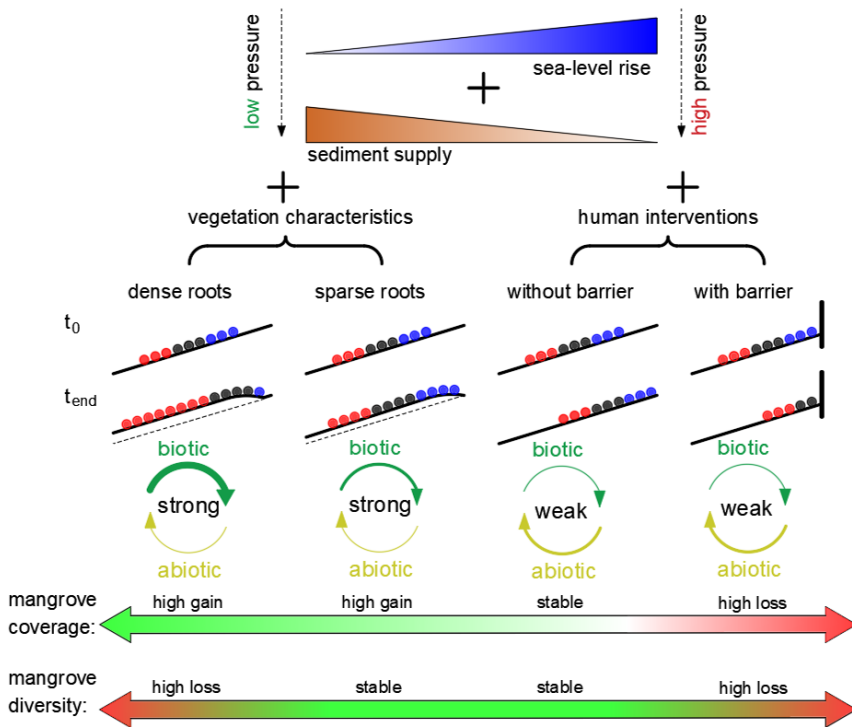 low pressure
high pressure
sea-level rise
+
sediment supply
+
+
vegetation characteristics
human interventions
dense roots
sparse roots
without barrier
with barrier
t0
tend
biotic
biotic
biotic
biotic
strong
strong
weak
weak
abiotic
abiotic
abiotic
abiotic
mangrove
coverage:
high gain
high gain
stable
high loss
mangrove
diversity:
high loss
stable
stable
high loss